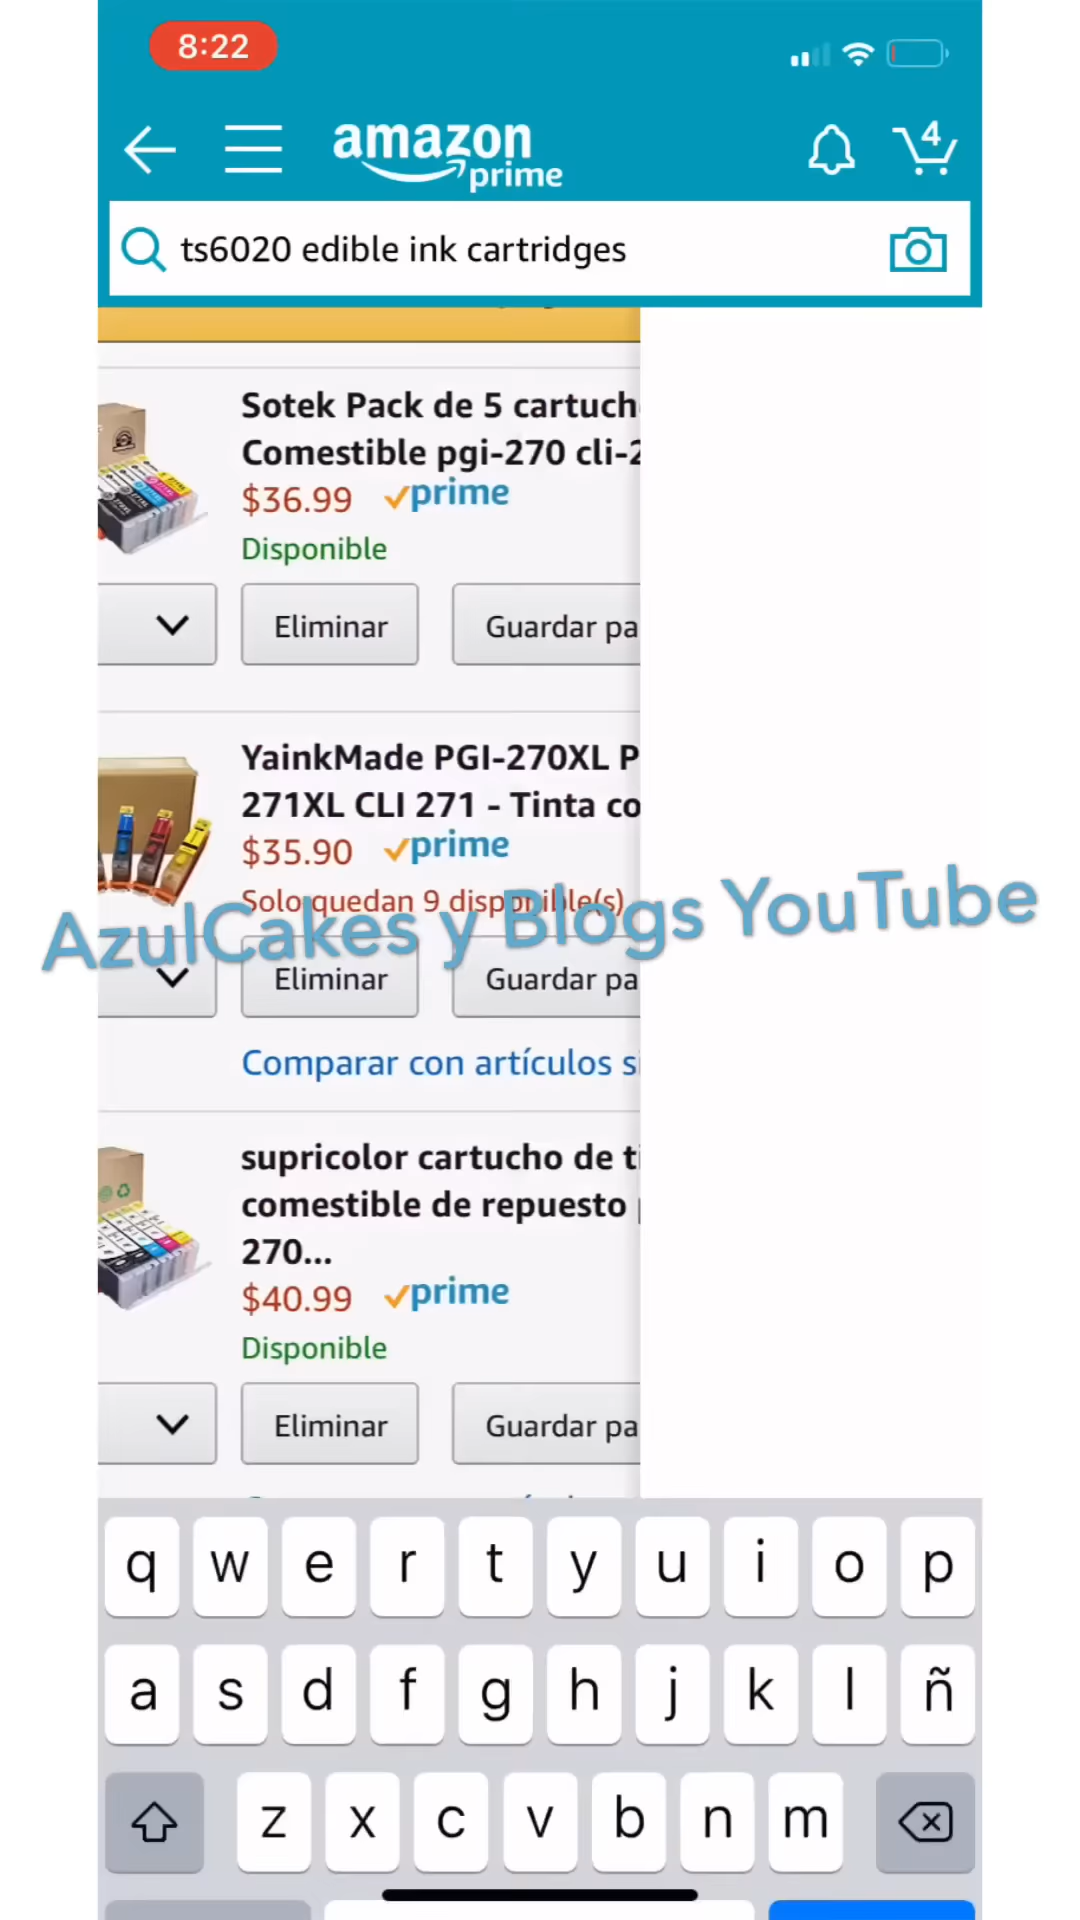 8:22
amazon
prime
4
ts6020 edible ink cartridges
Sotek Pack de 5 cartuch
Comestible pgi-270 cli-2
$36.99 prime
Disponible
Eliminar
Guardar pa
YainkMade PGI-270XL P
271XL CLI 271 - Tinta co
$35.90 prime
Solo quedan 9 disponible(s)
AzulCakes y Blogs YouTube
Eliminar
Guardar pa
Comparar con artículos si
supricolor cartucho de ti
comestible de repuesto
270...
$40.99 prime
Disponible
Eliminar
Guardar pa
q w e r t y u i o p
a s d f g h j k l ñ
z x c v b n m